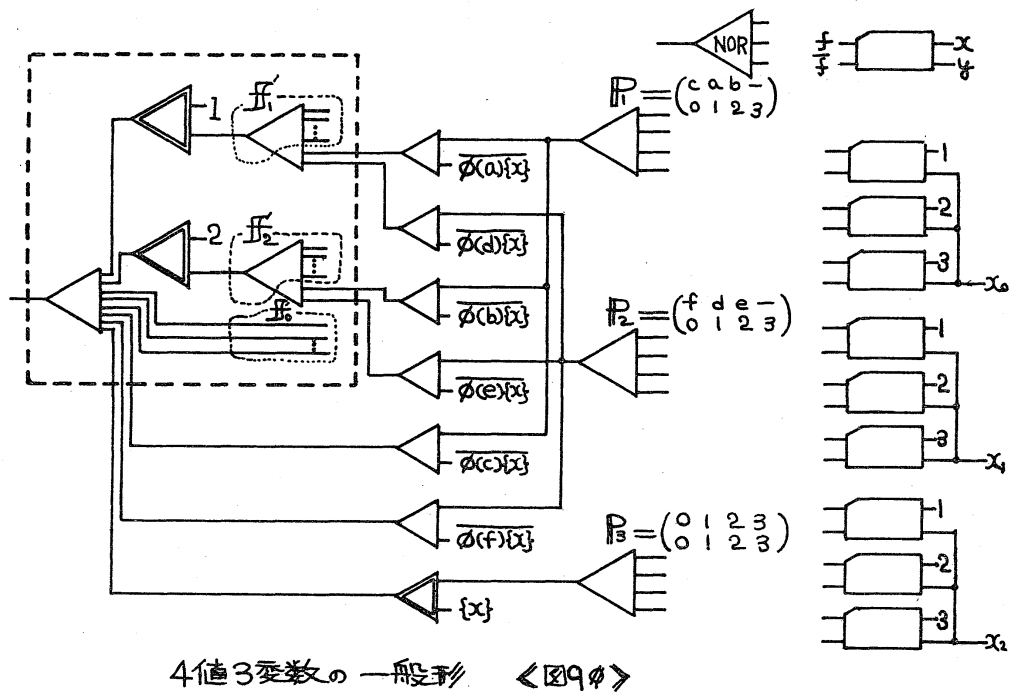 NOR
f x
f̅ y
P₁=(c a b −
0 1 2 3)
1
F₁′
φ(a){x}
φ(d){x}
2
F₂′
φ(b){x}
F₀′
P₂=(f d e −
0 1 2 3)
φ(e){x}
φ(c){x}
φ(f){x}
P₃=(0 1 2 3
0 1 2 3)
{x}
1
2
3
x₀
1
2
3
x₁
1
2
3
x₂
4値3変数の一般形 《図9φ》